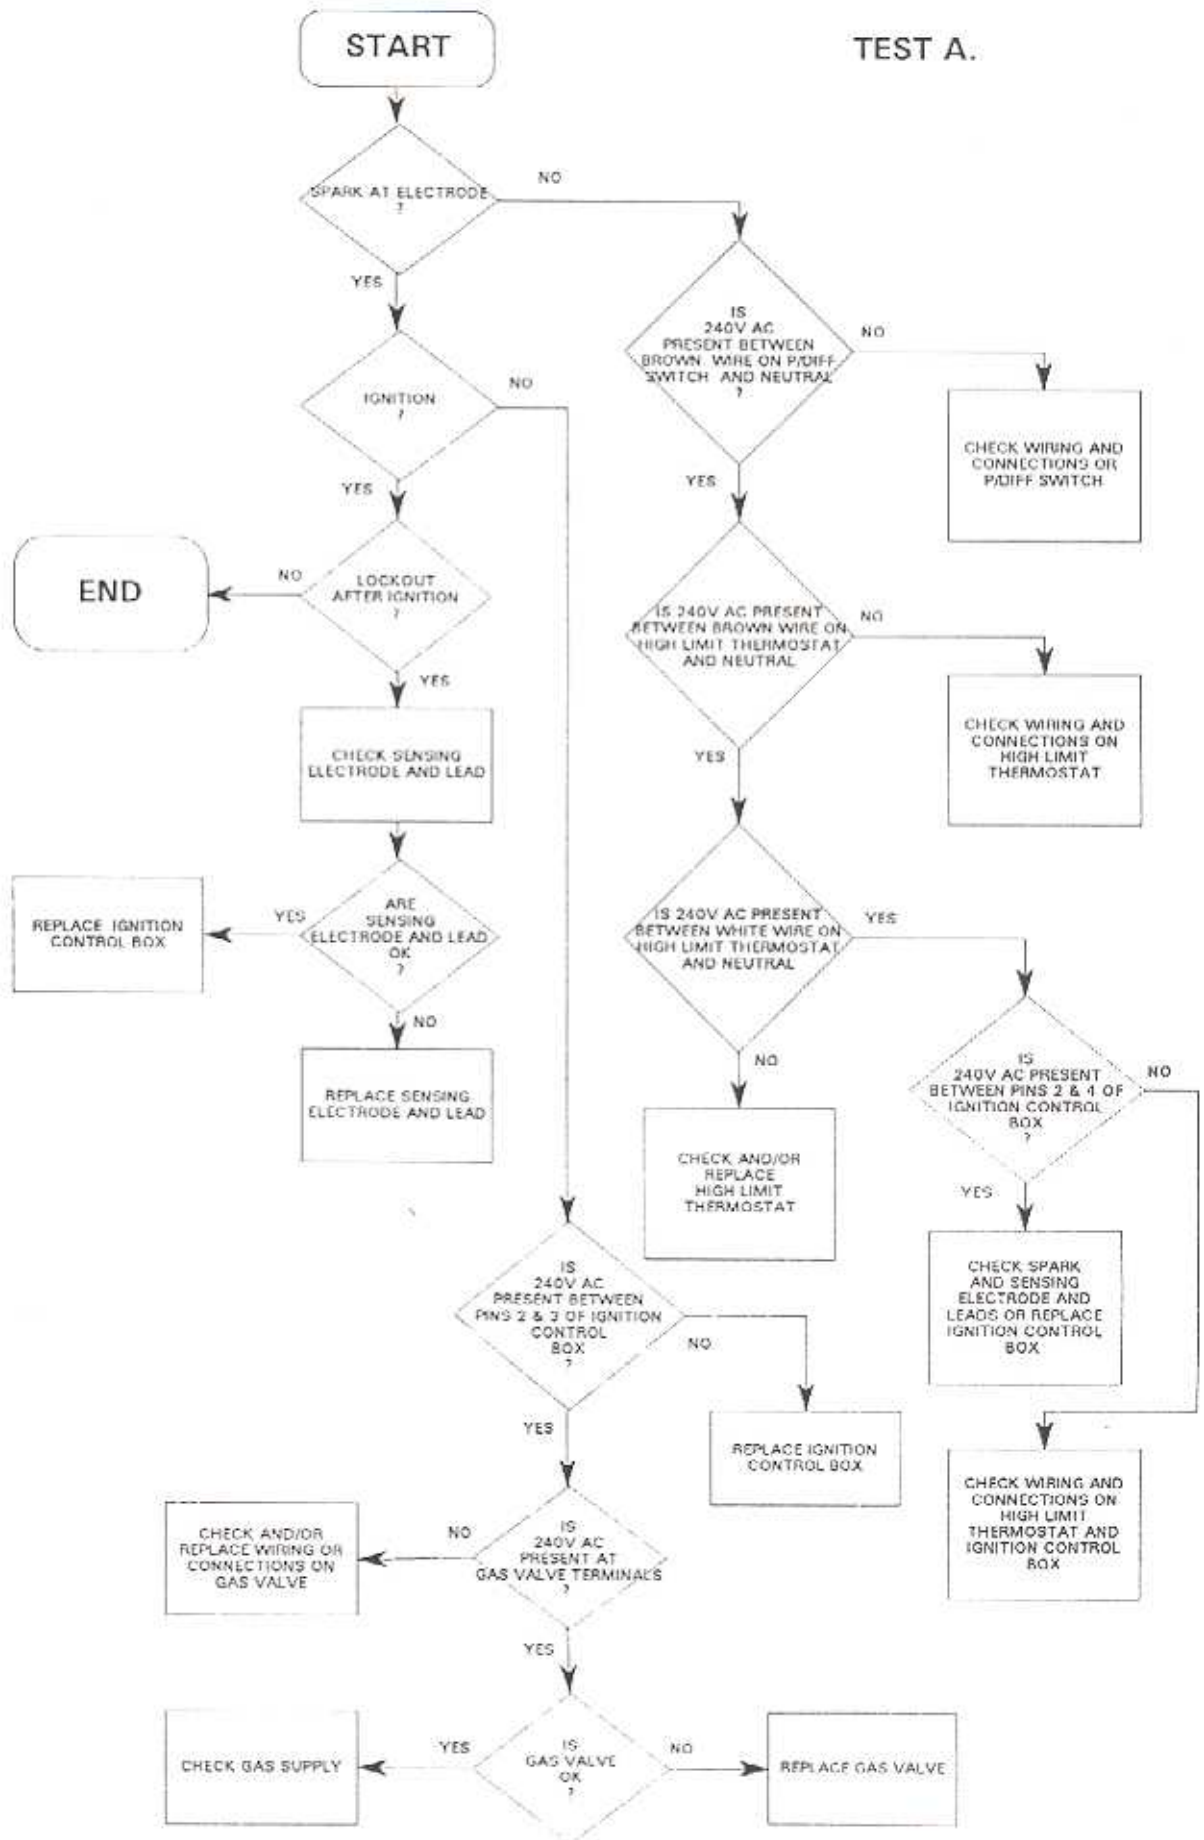 START
TEST A.
SPARK AT ELECTRODE
?
NO
YES
IGNITION
?
NO
YES
LOCKOUT
AFTER IGNITION
?
NO
END
YES
CHECK SENSING
ELECTRODE AND LEAD
ARE
SENSING
ELECTRODE AND LEAD
OK
?
YES
REPLACE IGNITION
CONTROL BOX
NO
REPLACE SENSING
ELECTRODE AND LEAD
IS
240V AC
PRESENT BETWEEN
BROWN WIRE ON P/DIFF
SWITCH AND NEUTRAL
?
NO
CHECK WIRING AND
CONNECTIONS OR
P/DIFF SWITCH
YES
IS 240V AC PRESENT
BETWEEN BROWN WIRE ON
HIGH LIMIT THERMOSTAT
AND NEUTRAL
NO
CHECK WIRING AND
CONNECTIONS ON
HIGH LIMIT
THERMOSTAT
YES
IS 240V AC PRESENT
BETWEEN WHITE WIRE ON
HIGH LIMIT THERMOSTAT
AND NEUTRAL
YES
NO
CHECK AND/OR
REPLACE
HIGH LIMIT
THERMOSTAT
IS
240V AC PRESENT
BETWEEN PINS 2 & 4 OF
IGNITION CONTROL
BOX
?
NO
YES
CHECK SPARK
AND SENSING
ELECTRODE AND
LEADS OR REPLACE
IGNITION CONTROL
BOX
CHECK WIRING AND
CONNECTIONS ON
HIGH LIMIT
THERMOSTAT AND
IGNITION CONTROL
BOX
IS
240V AC
PRESENT BETWEEN
PINS 2 & 3 OF IGNITION
CONTROL
BOX
?
NO
REPLACE IGNITION
CONTROL BOX
YES
IS
240V AC
PRESENT AT
GAS VALVE TERMINALS
?
NO
CHECK AND/OR
REPLACE WIRING OR
CONNECTIONS ON
GAS VALVE
YES
IS
GAS VALVE
OK
?
YES
CHECK GAS SUPPLY
NO
REPLACE GAS VALVE